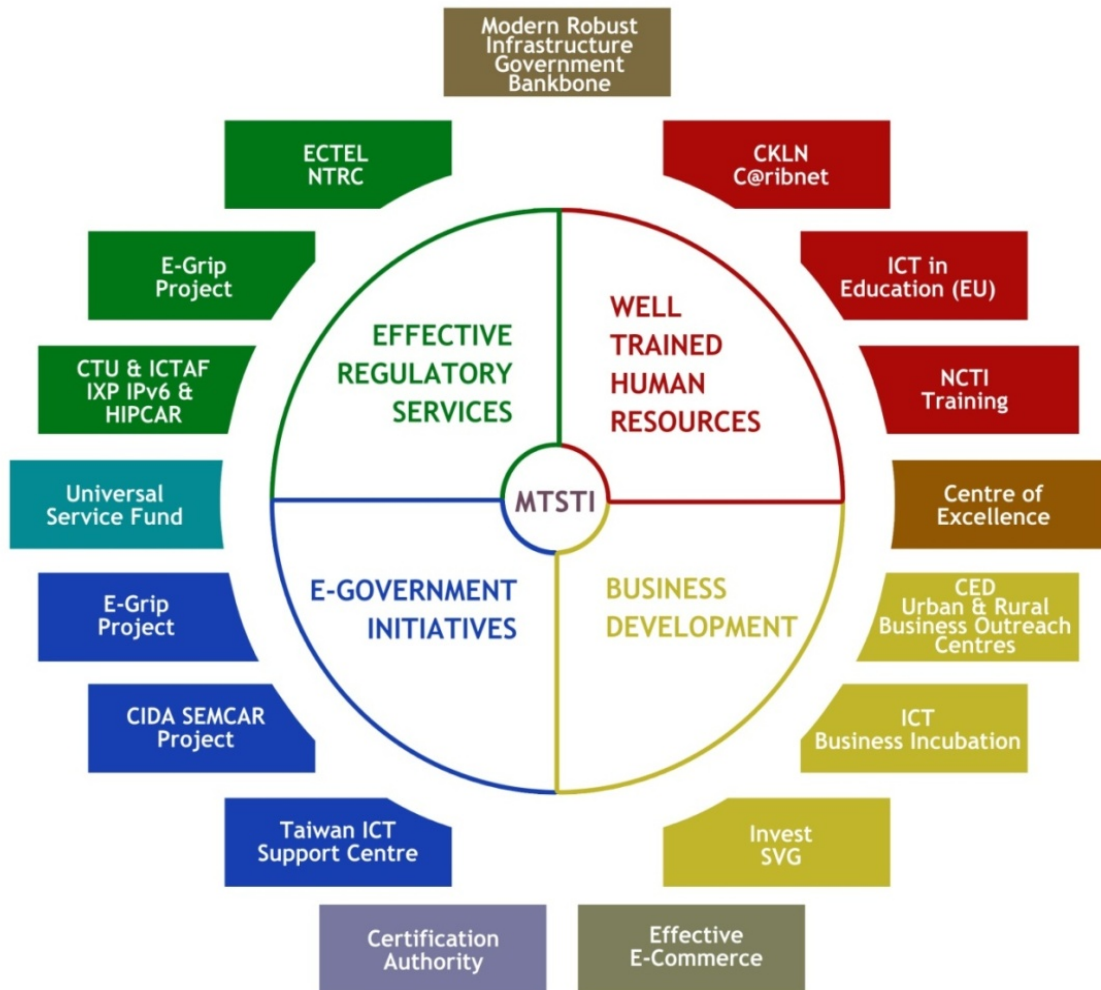 Modern Robust
Infrastructure
Government
Bankbone
ECTEL
NTRC
CKLN
C@ribnet
E-Grip
Project
ICT in
Education (EU)
EFFECTIVE
REGULATORY
SERVICES
WELL
TRAINED
HUMAN
RESOURCES
CTU & ICTAF
IXP IPv6 &
HIPCAR
NCTI
Training
Universal
Service Fund
MTSTI
Centre of
Excellence
E-Grip
Project
E-GOVERNMENT
INITIATIVES
BUSINESS
DEVELOPMENT
CED
Urban & Rural
Business Outreach
Centres
CIDA SEMCAR
Project
ICT
Business Incubation
Taiwan ICT
Support Centre
Invest
SVG
Certification
Authority
Effective
E-Commerce